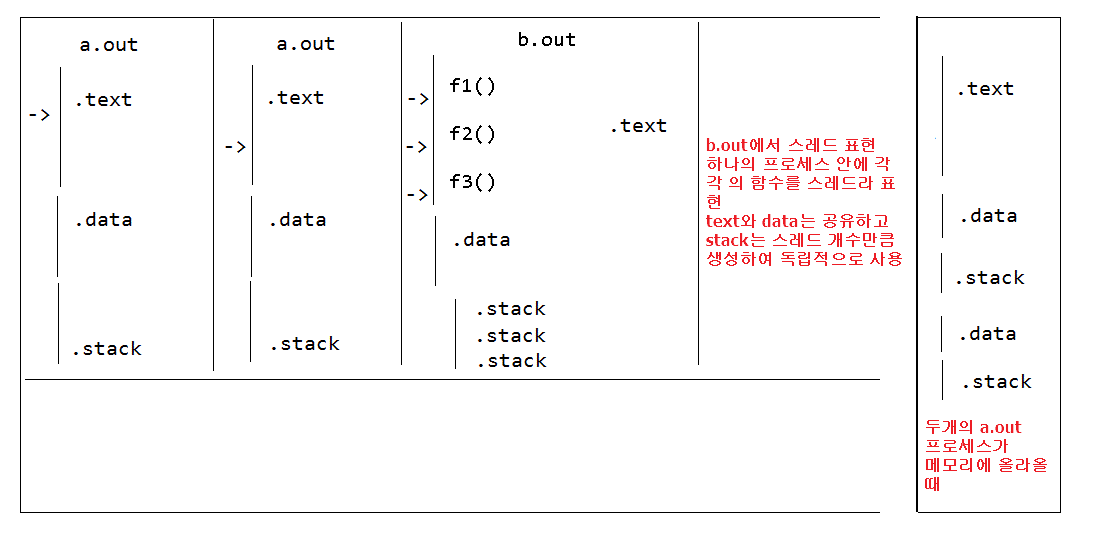 a.out
->
.text
.data
.stack
a.out
.text
->
.data
.stack
b.out
f1()
->
f2()
.text
->
f3()
->
.data
.stack
.stack
.stack
b.out에서 스레드 표현
하나의 프로세스 안에 각
각 의 함수를 스레드라 표
현
text와 data는 공유하고
stack는 스레드 개수만큼
생성하여 독립적으로 사용
.text
.data
.stack
.data
.stack
두개의 a.out
프로세스가
메모리에 올라올
때